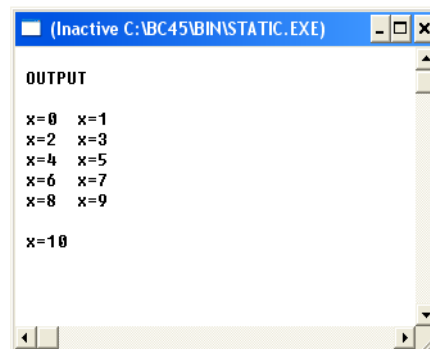 (Inactive C:\BC45\BIN\STATIC.EXE)
OUTPUT
x=0 x=1
x=2 x=3
x=4 x=5
x=6 x=7
x=8 x=9
x=10